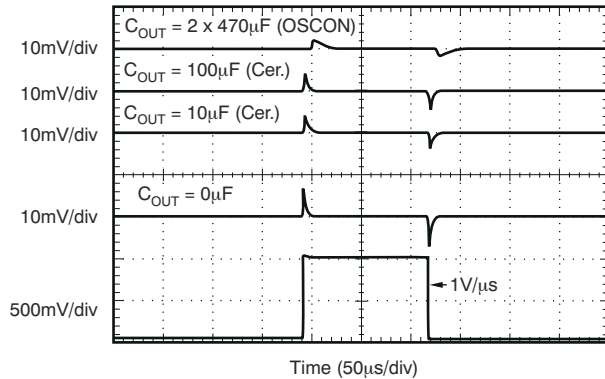 C_OUT = 2 x 470μF (OSCON)
10mV/div
C_OUT = 100μF (Cer.)
10mV/div
C_OUT = 10μF (Cer.)
10mV/div
C_OUT = 0μF
10mV/div
1V/μs
500mV/div
Time (50μs/div)